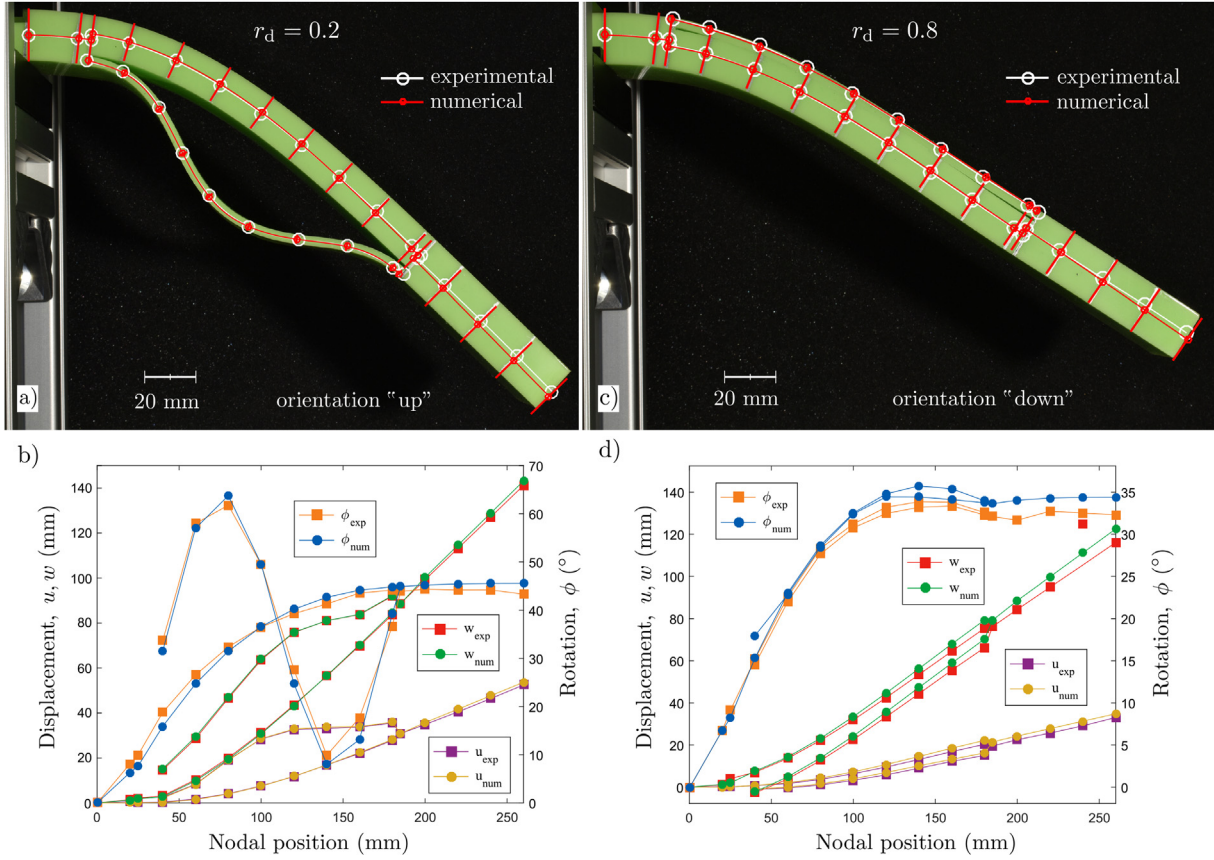 r_d = 0.2
experimental
numerical
20 mm
a)
orientation "up"
r_d = 0.8
experimental
numerical
20 mm
c)
orientation "down"
b)
Displacement, u, w (mm)
140
120
100
80
60
40
20
0
0 50 100 150 200 250
Nodal position (mm)
70
60
50
40
30
20
10
0
Rotation, ϕ (°)
ϕ_exp
ϕ_num
w_exp
w_num
u_exp
u_num
d)
Displacement, u, w (mm)
140
120
100
80
60
40
20
0
0 50 100 150 200 250
Nodal position (mm)
35
30
25
20
15
10
5
0
Rotation, ϕ (°)
ϕ_exp
ϕ_num
w_exp
w_num
u_exp
u_num